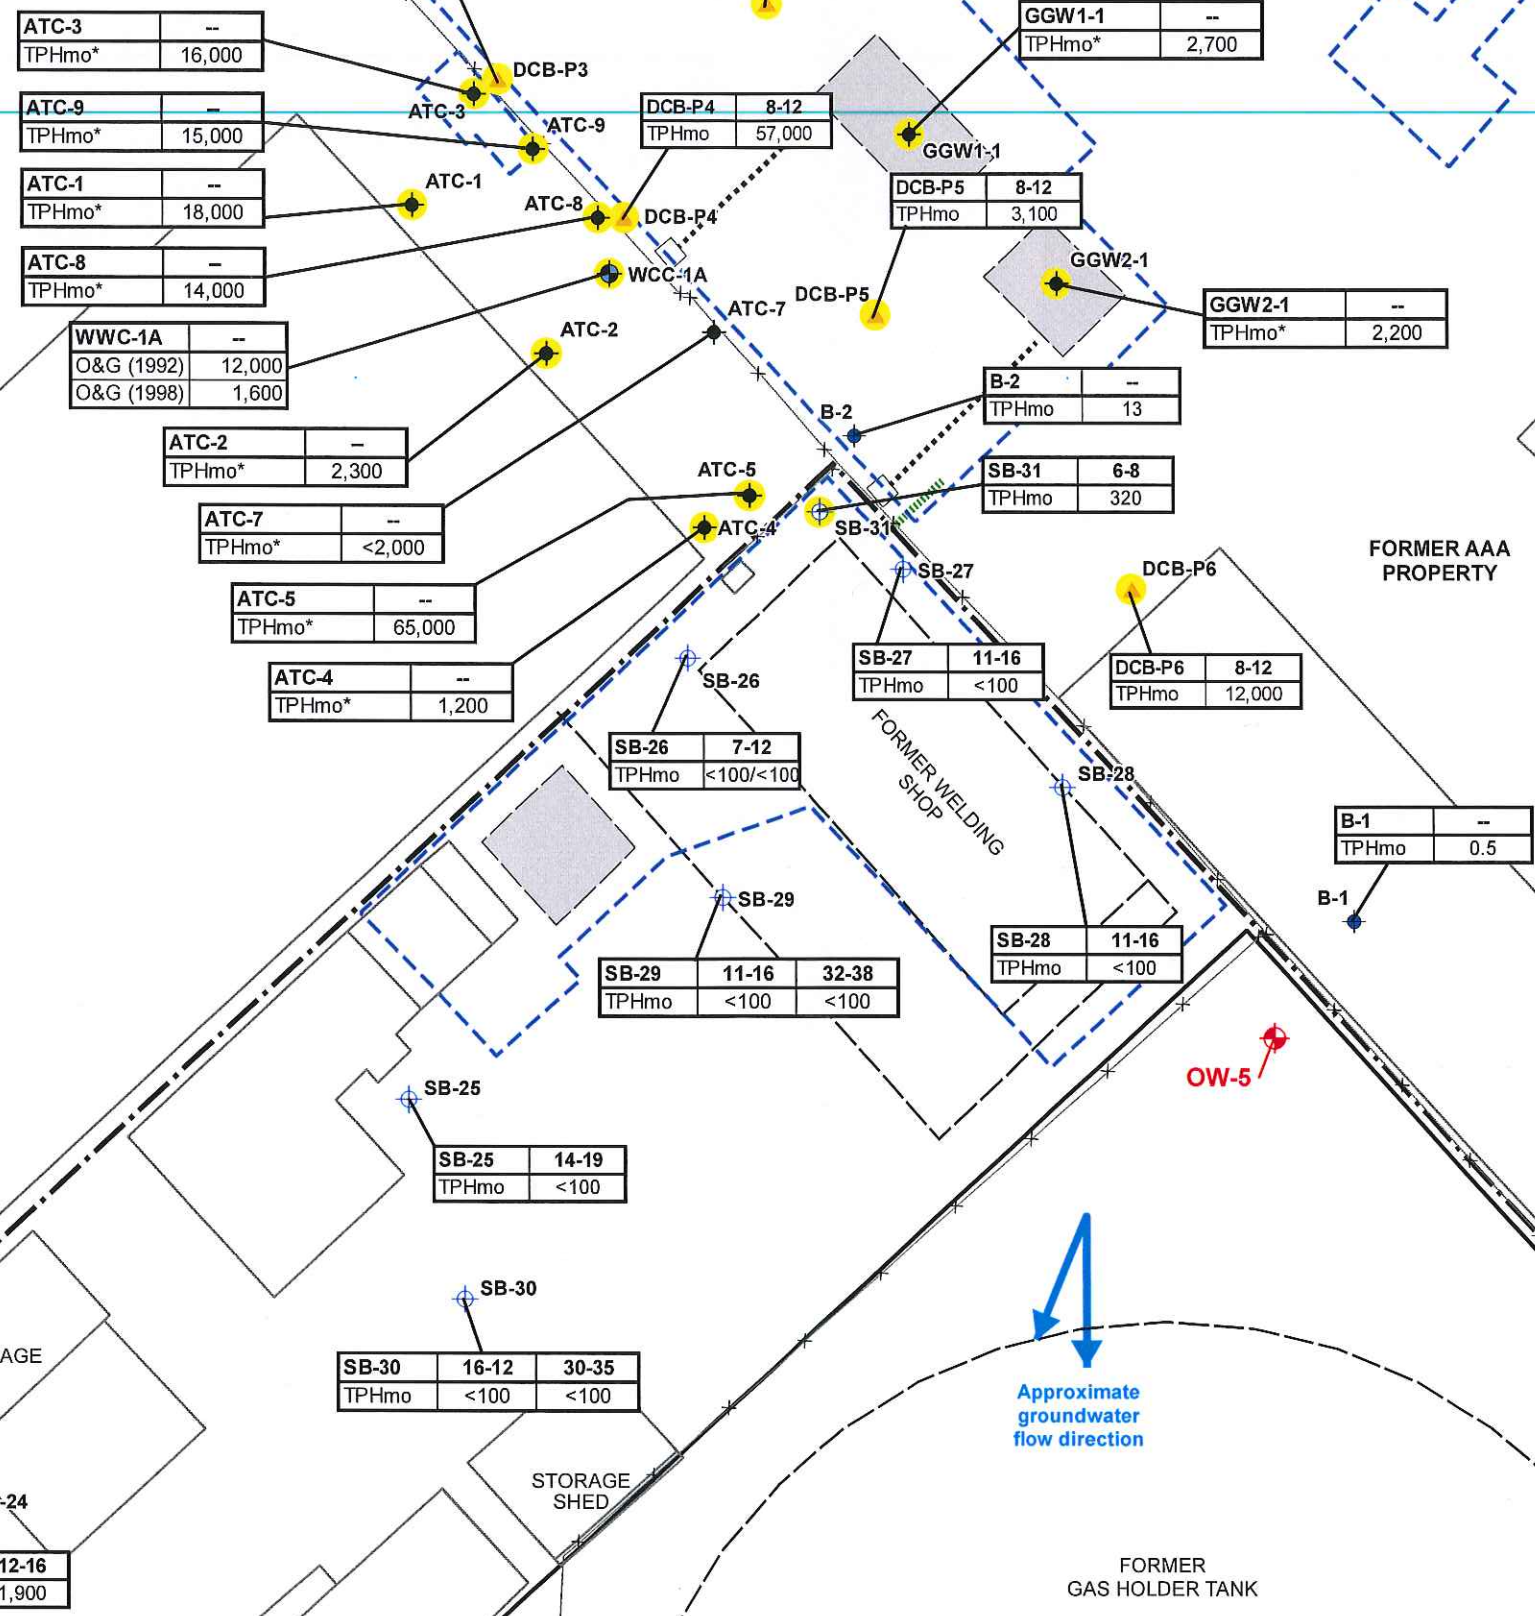 ATC-3 --
TPHmo* 16,000
ATC-9 --
TPHmo* 15,000
ATC-1 --
TPHmo* 18,000
ATC-8 --
TPHmo* 14,000
WWC-1A --
O&G (1992) 12,000
O&G (1998) 1,600
ATC-2 --
TPHmo* 2,300
ATC-7 --
TPHmo* <2,000
ATC-5 --
TPHmo* 65,000
ATC-4 --
TPHmo* 1,200
GGW1-1 --
TPHmo* 2,700
DCB-P4 8-12
TPHmo 57,000
DCB-P5 8-12
TPHmo 3,100
GGW2-1 --
TPHmo* 2,200
B-2 --
TPHmo 13
SB-31 6-8
TPHmo 320
DCB-P3
ATC-3
ATC-9
ATC-1
ATC-8
DCB-P4
WCC-1A
ATC-2
ATC-7
GGW1-1
DCB-P5
GGW2-1
B-2
ATC-5
ATC-4
SB-31
SB-27
DCB-P6
FORMER AAA
PROPERTY
SB-27 11-16
TPHmo <100
DCB-P6 8-12
TPHmo 12,000
SB-26
SB-26 7-12
TPHmo <100/<100
FORMER WELDING
SHOP
SB-28
B-1 --
TPHmo 0.5
B-1
SB-29
SB-28 11-16
TPHmo <100
SB-29 11-16 32-38
TPHmo <100 <100
OW-5
SB-25
SB-25 14-19
TPHmo <100
SB-30
SB-30 16-12 30-35
TPHmo <100 <100
AGE
Approximate
groundwater
flow direction
STORAGE
SHED
-24
12-16
1,900
FORMER
GAS HOLDER TANK